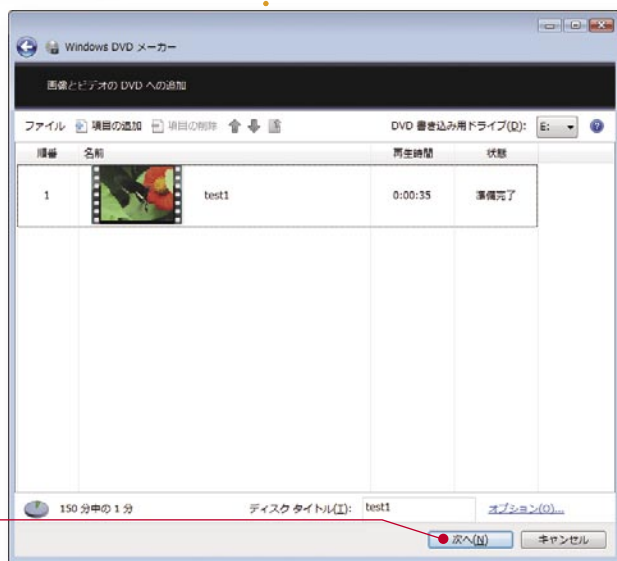 Windows DVD メーカー
画像とビデオの DVD への追加
ファイル 項目の追加 項目の削除 DVD 書き込み用ドライブ(D): E:
順番 名前 再生時間 状態
1 test1 0:00:35 準備完了
150 分中の 1 分 ディスク タイトル(T): test1 オプション(O)...
次へ(N) キャンセル